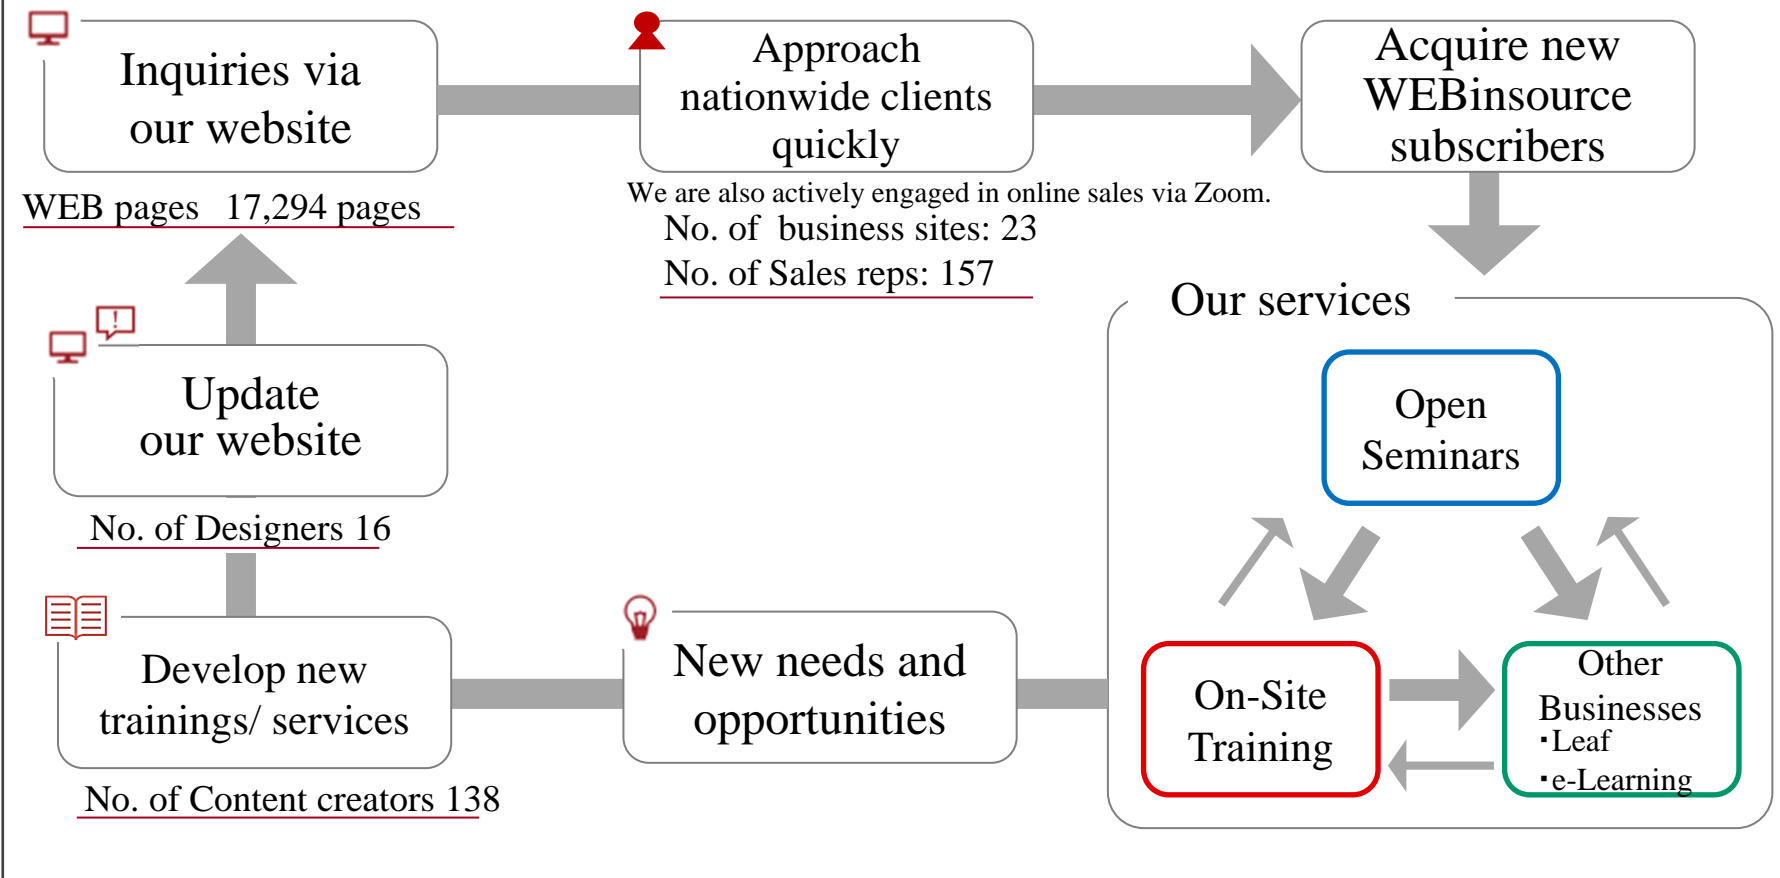 Inquiries via
our website
WEB pages 17,294 pages
Approach
nationwide clients
quickly
We are also actively engaged in online sales via Zoom.
No. of business sites: 23
No. of Sales reps: 157
Acquire new
WEBinsource
subscribers
Our services
Open
Seminars
On-Site
Training
Other
Businesses
・Leaf
・e-Learning
New needs and
opportunities
Develop new
trainings/ services
No. of Content creators 138
!
Update
our website
No. of Designers 16